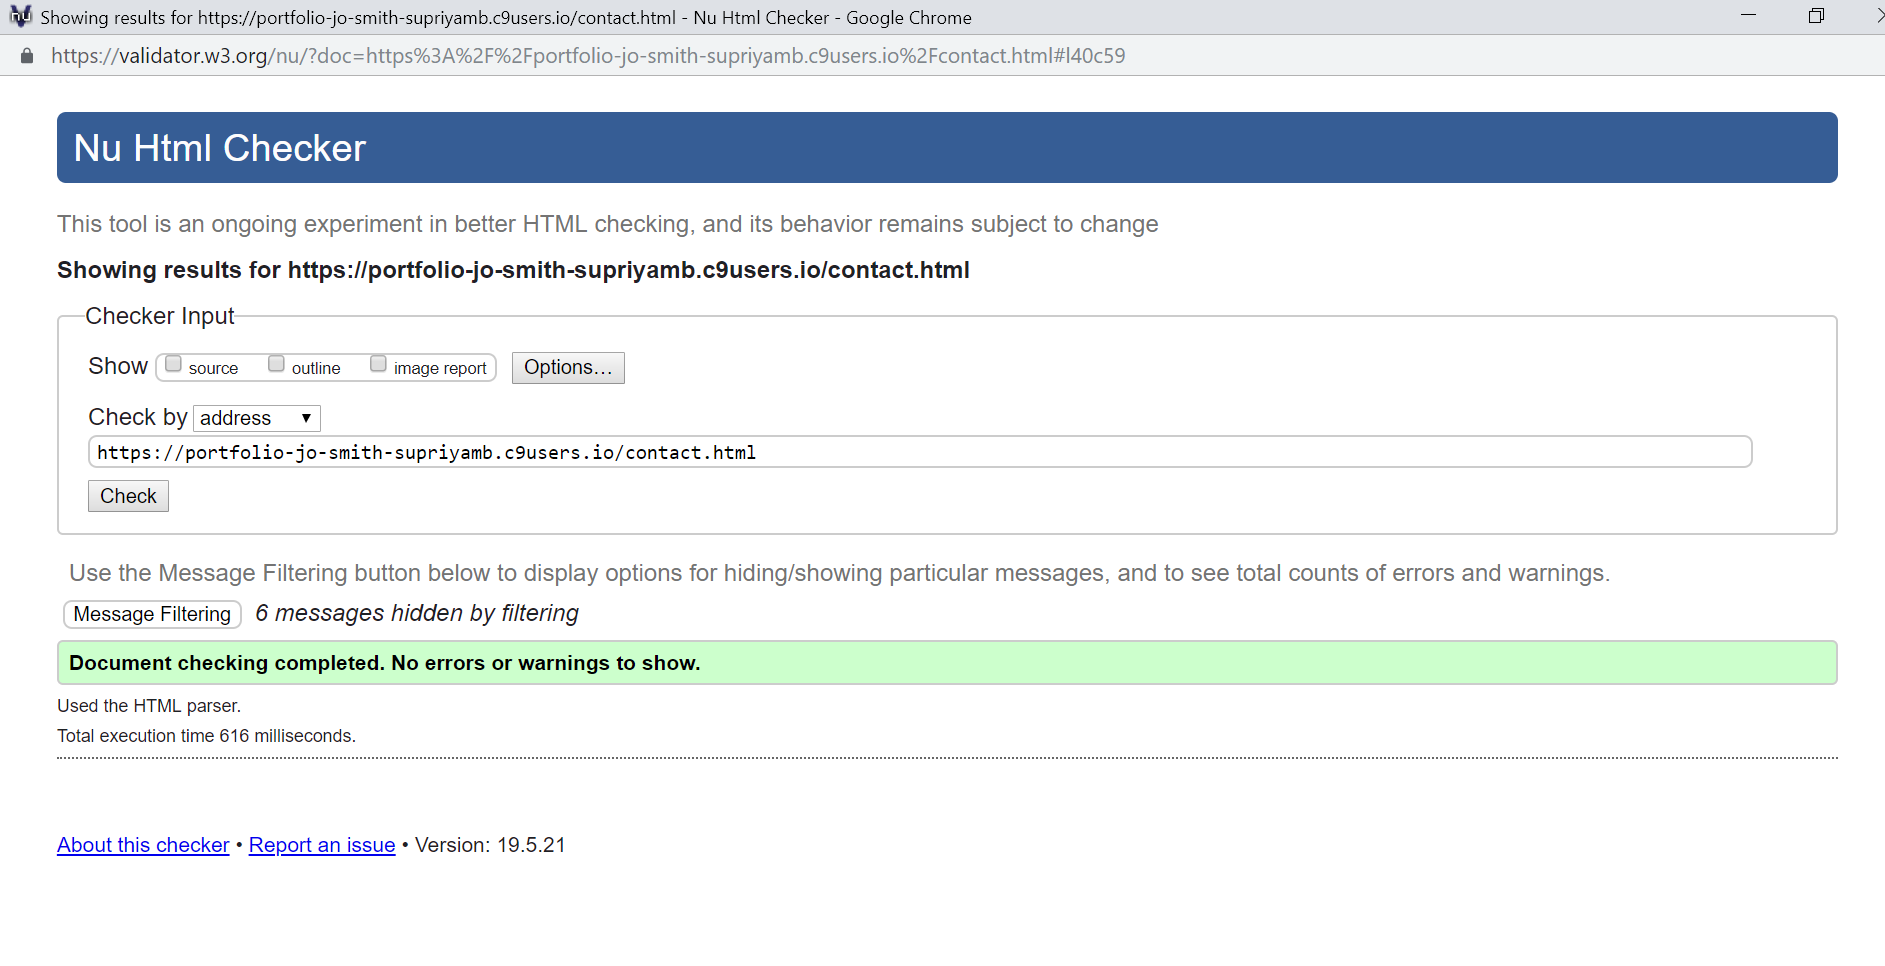 Showing results for https://portfolio-jo-smith-supriyamb.c9users.io/contact.html - Nu Html Checker - Google Chrome
https://validator.w3.org/nu/?doc=https%3A%2F%2Fportfolio-jo-smith-supriyamb.c9users.io%2Fcontact.html#l40c59
Nu Html Checker
This tool is an ongoing experiment in better HTML checking, and its behavior remains subject to change
Showing results for https://portfolio-jo-smith-supriyamb.c9users.io/contact.html
Checker Input
Show source outline image report Options...
Check by address
https://portfolio-jo-smith-supriyamb.c9users.io/contact.html
Check
Use the Message Filtering button below to display options for hiding/showing particular messages, and to see total counts of errors and warnings.
Message Filtering 6 messages hidden by filtering
Document checking completed. No errors or warnings to show.
Used the HTML parser.
Total execution time 616 milliseconds.
About this checker • Report an issue • Version: 19.5.21